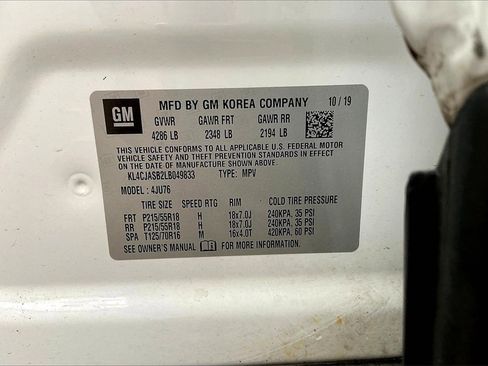 GM MFD BY GM KOREA COMPANY 10/19
GVWR GAWR FRT GAWR RR
4286 LB 2348 LB 2194 LB
THIS VEHICLE CONFORMS TO ALL APPLICABLE U.S. FEDERAL MOTOR
VEHICLE SAFETY AND THEFT PREVENTION STANDARDS IN EFFECT ON
THE DATE OF MANUFACTURE SHOWN ABOVE.
KL4CJASB2LB049833 TYPE: MPV
MODEL: 4JU76
TIRE SIZE SPEED RTG RIM COLD TIRE PRESSURE
FRT P215/55R18 H 18x7.0J 240KPA, 35 PSI
RR P215/55R18 H 18x7.0J 240KPA, 35 PSI
SPA T125/70R16 M 16x4.0T 420KPA, 60 PSI
SEE OWNER'S MANUAL FOR MORE INFORMATION.